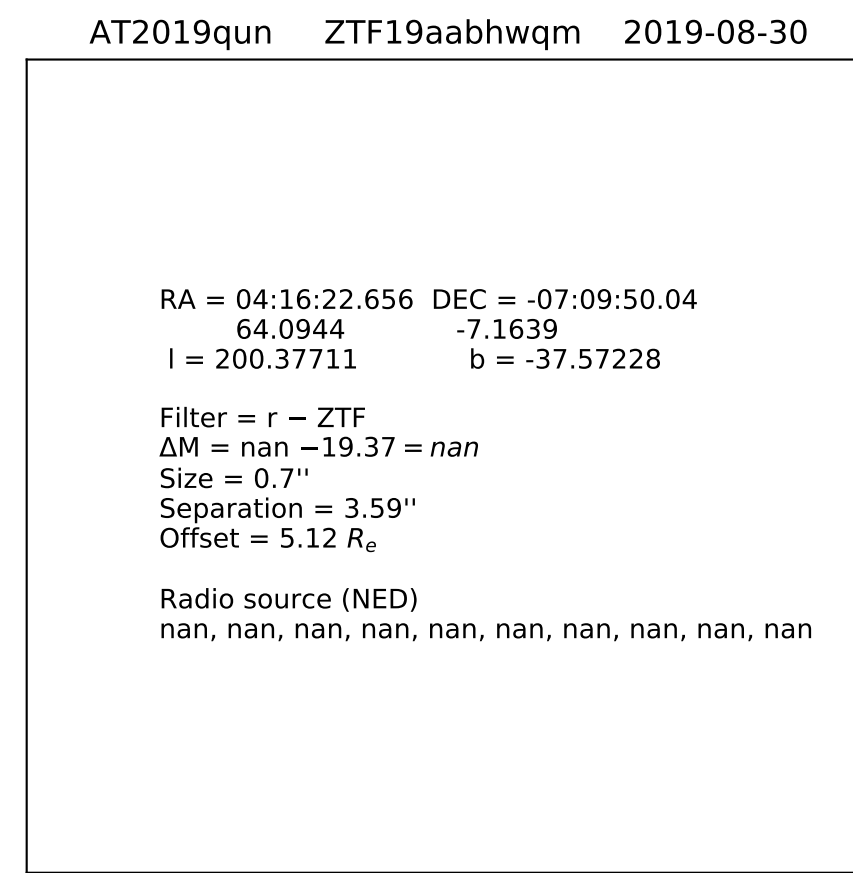 AT2019qun ZTF19aabhwqm 2019-08-30
RA = 04:16:22.656 DEC = -07:09:50.04
64.0944 -7.1639
l = 200.37711 b = -37.57228
Filter = r − ZTF
ΔM = nan −19.37 = nan
Size = 0.7''
Separation = 3.59''
Offset = 5.12 Rₑ
Radio source (NED)
nan, nan, nan, nan, nan, nan, nan, nan, nan, nan